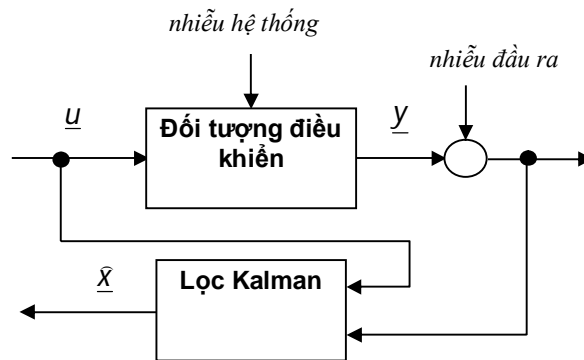 nhiễu hệ thống
nhiễu đầu ra
u
Đối tượng điều
khiển
y
x̂
Lọc Kalman